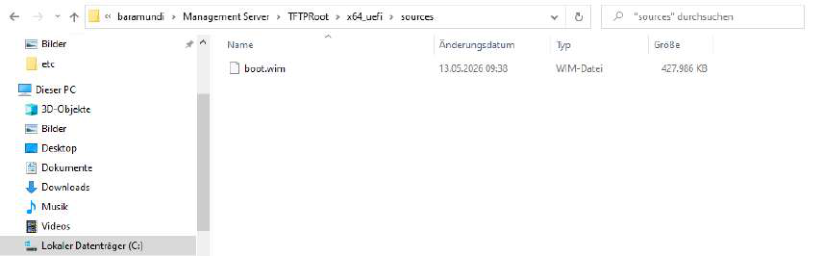 « baramundi › Management Server › TFTPRoot › x64_uefi › sources
"sources" durchsuchen
Bilder
etc
Dieser PC
3D-Objekte
Bilder
Desktop
Dokumente
Downloads
Musik
Videos
Lokaler Datenträger (C:)
Name Änderungsdatum Typ Größe
boot.wim 13.05.2026 09:38 WIM-Datei 427.986 KB